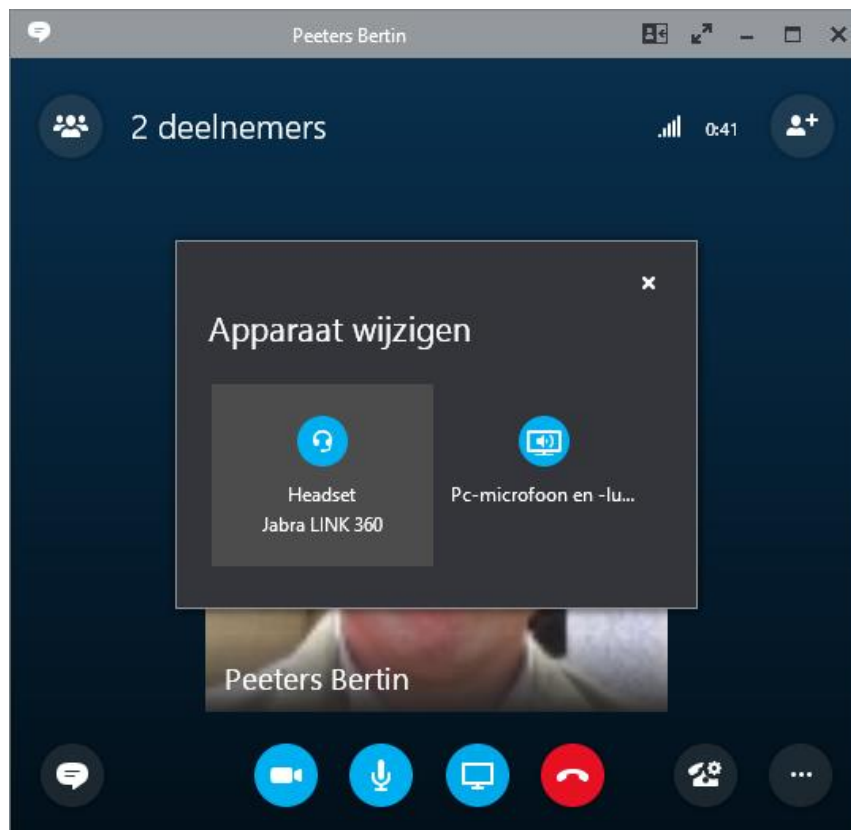 Peeters Bertin
2 deelnemers
0:41
Apparaat wijzigen
Headset
Jabra LINK 360
Pc-microfoon en -lu...
Peeters Bertin